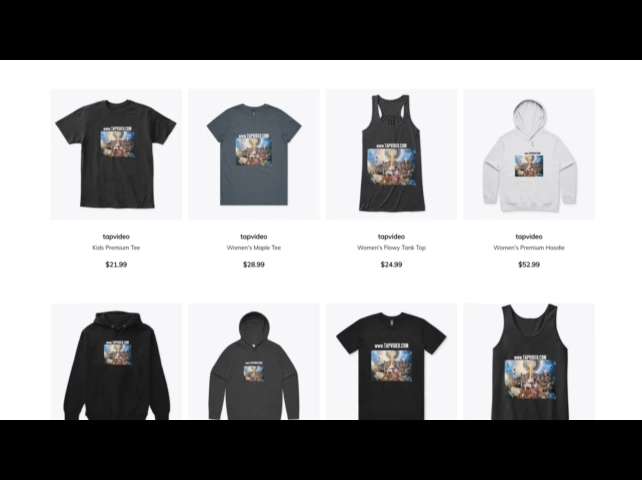 www.TAPVIDEO.COM
www.TAPVIDEO.COM
www.TAPVIDEO.COM
tapvideo
Kids Premium Tee
$21.99
tapvideo
Women's Maple Tee
$28.99
tapvideo
Women's Flowy Tank Top
$24.99
tapvideo
Women's Premium Hoodie
$52.99
www.TAPVIDEO.COM
www.TAPVIDEO.COM